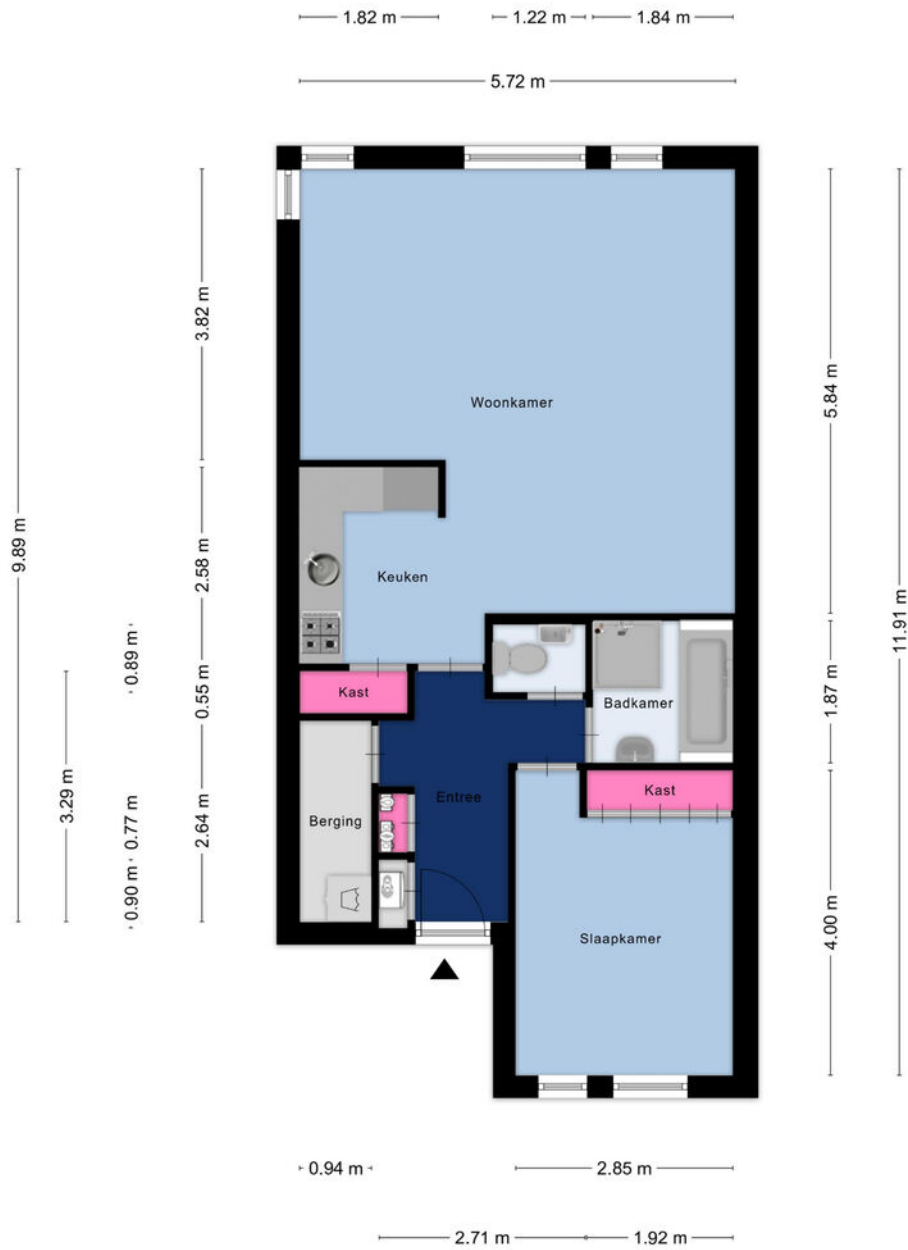 1.82 m
1.22 m
1.84 m
5.72 m
9.89 m
3.82 m
2.58 m
0.55 m
2.64 m
3.29 m
0.89 m
0.77 m
0.90 m
5.84 m
1.87 m
4.00 m
11.91 m
Woonkamer
Keuken
Kast
Badkamer
Berging
Entree
Kast
Slaapkamer
0.94 m
2.85 m
2.71 m
1.92 m